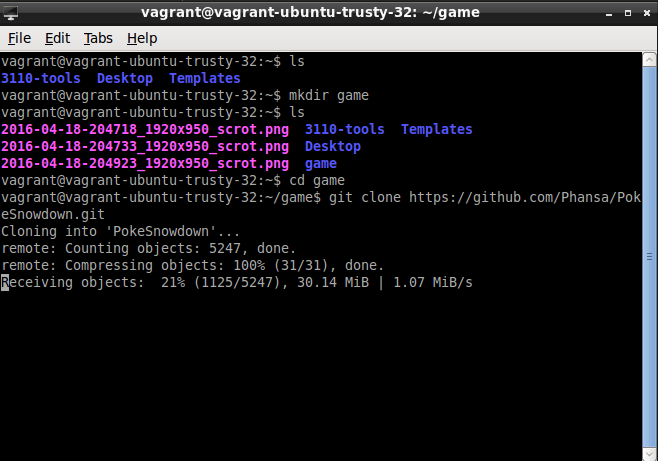 vagrant@vagrant-ubuntu-trusty-32: ~/game
File Edit Tabs Help
vagrant@vagrant-ubuntu-trusty-32:~$ ls
3110-tools  Desktop  Templates
vagrant@vagrant-ubuntu-trusty-32:~$ mkdir game
vagrant@vagrant-ubuntu-trusty-32:~$ ls
2016-04-18-204718_1920x950_scrot.png  3110-tools  Templates
2016-04-18-204733_1920x950_scrot.png  Desktop
2016-04-18-204923_1920x950_scrot.png  game
vagrant@vagrant-ubuntu-trusty-32:~$ cd game
vagrant@vagrant-ubuntu-trusty-32:~/game$ git clone https://github.com/Phansa/Pok
eSnowdown.git
Cloning into 'PokeSnowdown'...
remote: Counting objects: 5247, done.
remote: Compressing objects: 100% (31/31), done.
Receiving objects:  21% (1125/5247), 30.14 MiB | 1.07 MiB/s